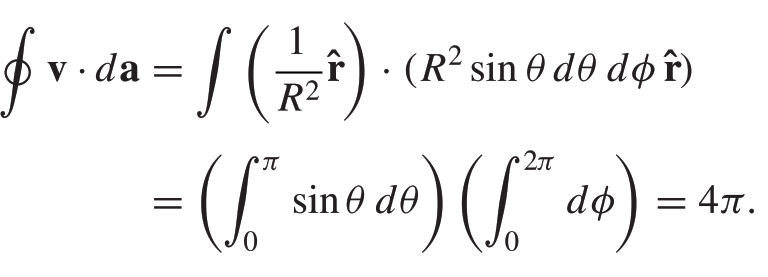 ∮ v · da = ∫ (1/R² r̂) · (R² sin θ dθ dϕ r̂)
= (∫₀^π sin θ dθ) (∫₀^2π dϕ) = 4π.